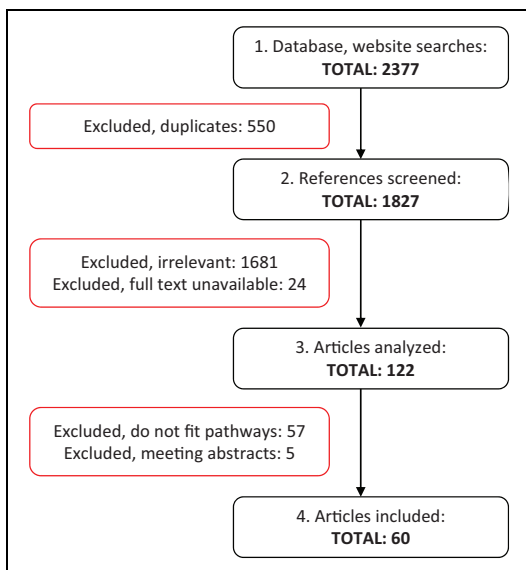 1. Database, website searches:
TOTAL: 2377
Excluded, duplicates: 550
2. References screened:
TOTAL: 1827
Excluded, irrelevant: 1681
Excluded, full text unavailable: 24
3. Articles analyzed:
TOTAL: 122
Excluded, do not fit pathways: 57
Excluded, meeting abstracts: 5
4. Articles included:
TOTAL: 60